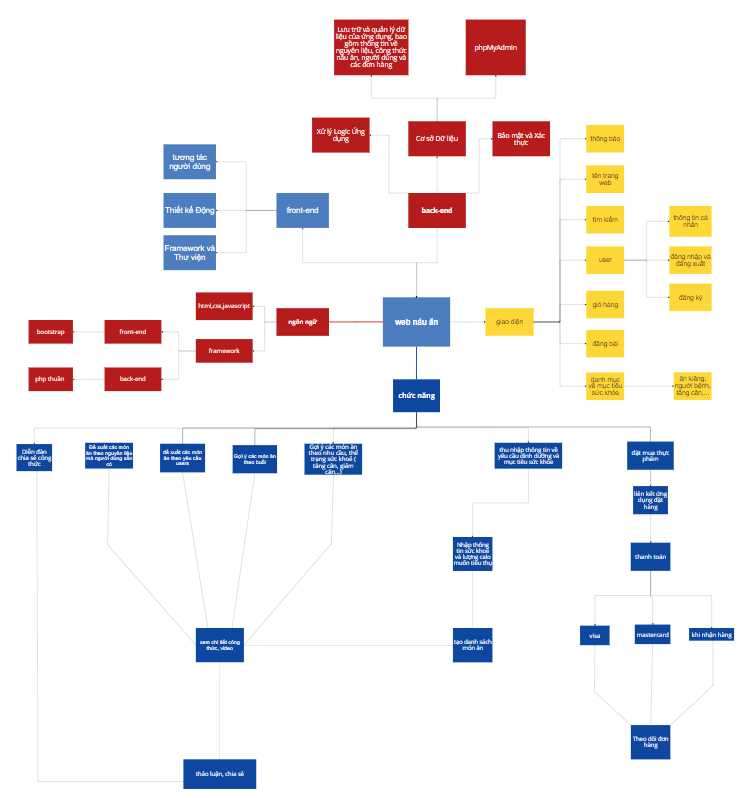 Lưu trữ và quản lý dữ
liệu của ứng dụng, bao
gồm thông tin về
nguyên liệu, công thức
nấu ăn, người dùng và
các đơn hàng
phpMyAdmin
Xử lý Logic Ứng
dụng
Cơ sở Dữ liệu
Bảo mật và Xác
thực
thông báo
tương tác
người dùng
tên trang
web
Thiết kế Động
front-end
back-end
tìm kiếm
thông tin cá
nhân
Framework và
Thư viện
user
đăng nhập và
đăng xuất
đăng ký
html,css,javascript
giỏ hàng
bootstrap
front-end
ngôn ngữ
web nấu ăn
giao diện
framework
đăng bài
php thuần
back-end
chức năng
danh mục
về mục tiêu
sức khỏe
ăn kiêng,
người bệnh,
tăng cân,...
Diễn đàn
chia sẻ công
thức
Đề xuất các món
ăn theo nguyên liệu
mà người dùng sẵn
có
đề xuất các món
ăn theo yêu cầu
users
Gợi ý các món ăn
theo buổi
Gợi ý các món ăn
theo nhu cầu, thể
trạng sức khoẻ (
tăng cân, giảm
cân...)
thu nhập thông tin về
yêu cầu dinh dưỡng và
mục tiêu sức khỏe
đặt mua thực
phẩm
liên kết ứng
dụng đặt
hàng
Nhập thông
tin sức khoẻ
và lượng calo
muốn tiêu thụ
thanh toán
visa
mastercard
khi nhận hàng
xem chi tiết công
thức, video
tạo danh sách
món ăn
Theo dõi đơn
hàng
thảo luận, chia sẻ